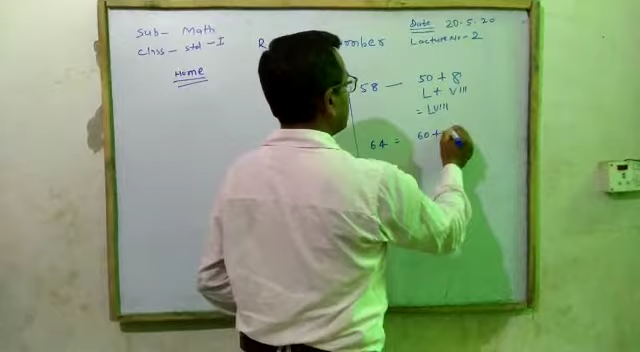 Sub- Math
Date 20-5-20
Class- std-I
Lecture No-2
Home
58 — 50+8
L+ VIII
= LVIII
64 = 60+